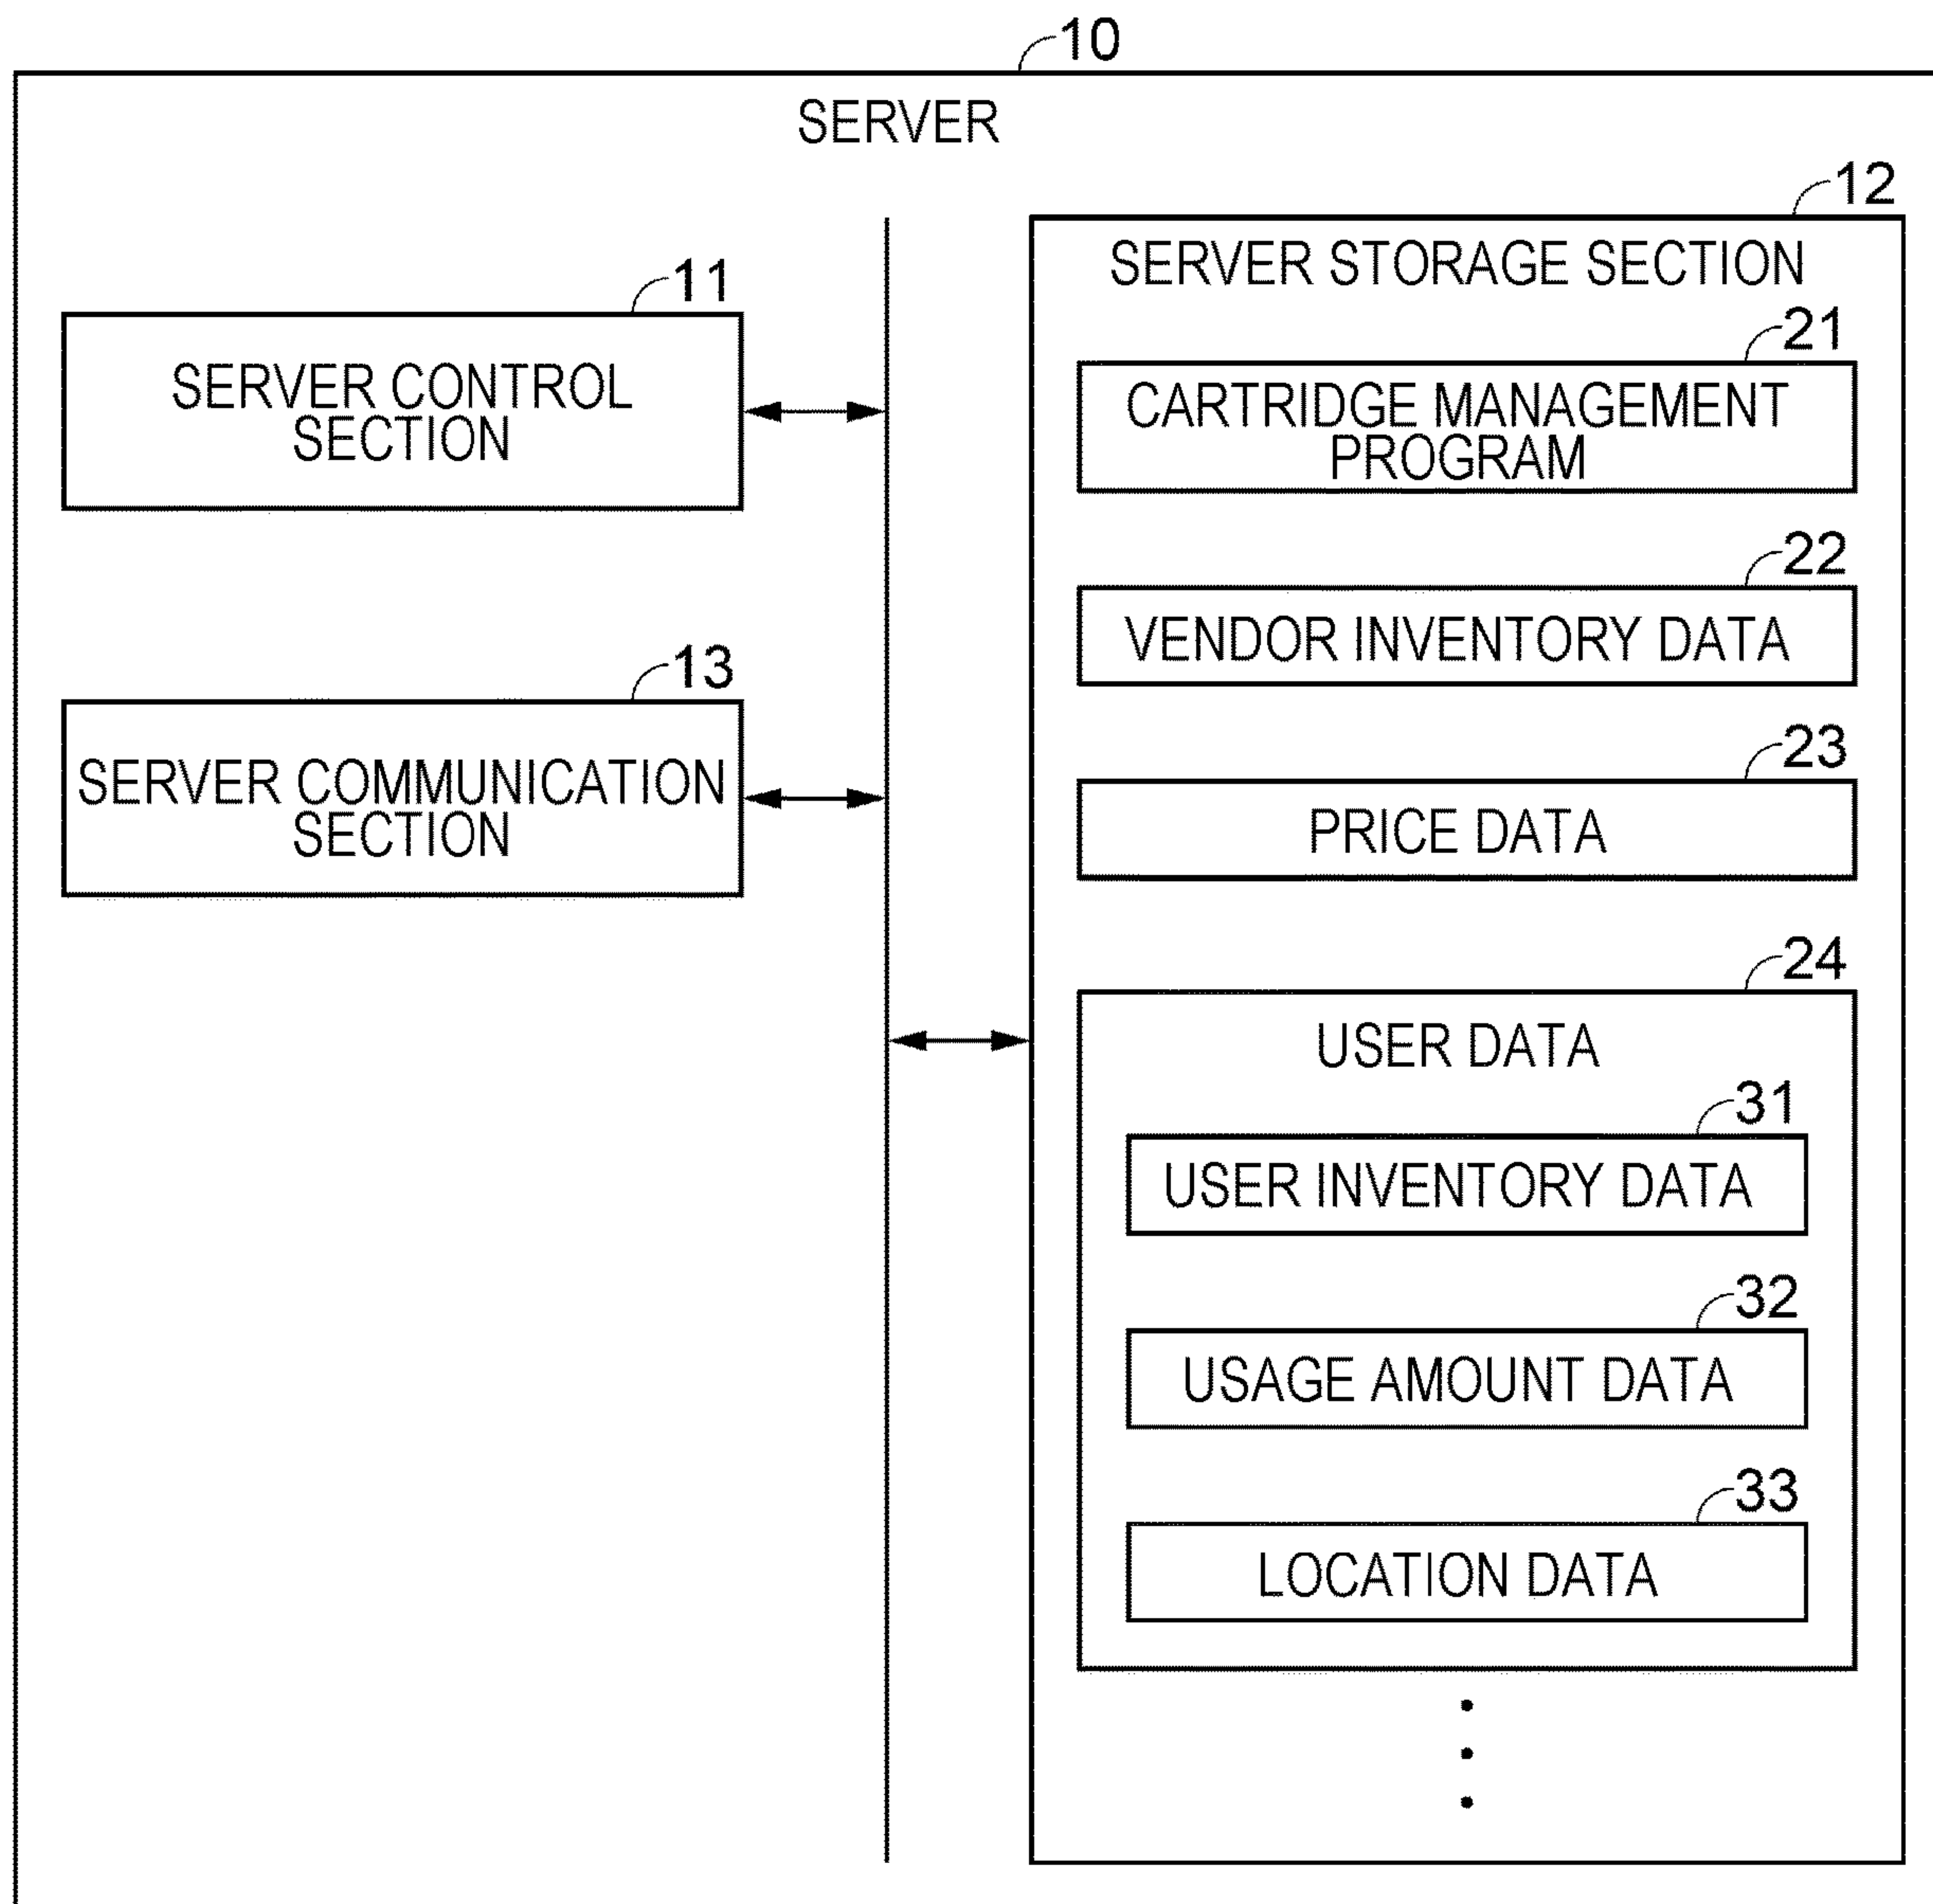 10
SERVER
11
SERVER CONTROL
SECTION
13
SERVER COMMUNICATION
SECTION
12
SERVER STORAGE SECTION
21
CARTRIDGE MANAGEMENT
PROGRAM
22
VENDOR INVENTORY DATA
23
PRICE DATA
24
USER DATA
31
USER INVENTORY DATA
32
USAGE AMOUNT DATA
33
LOCATION DATA